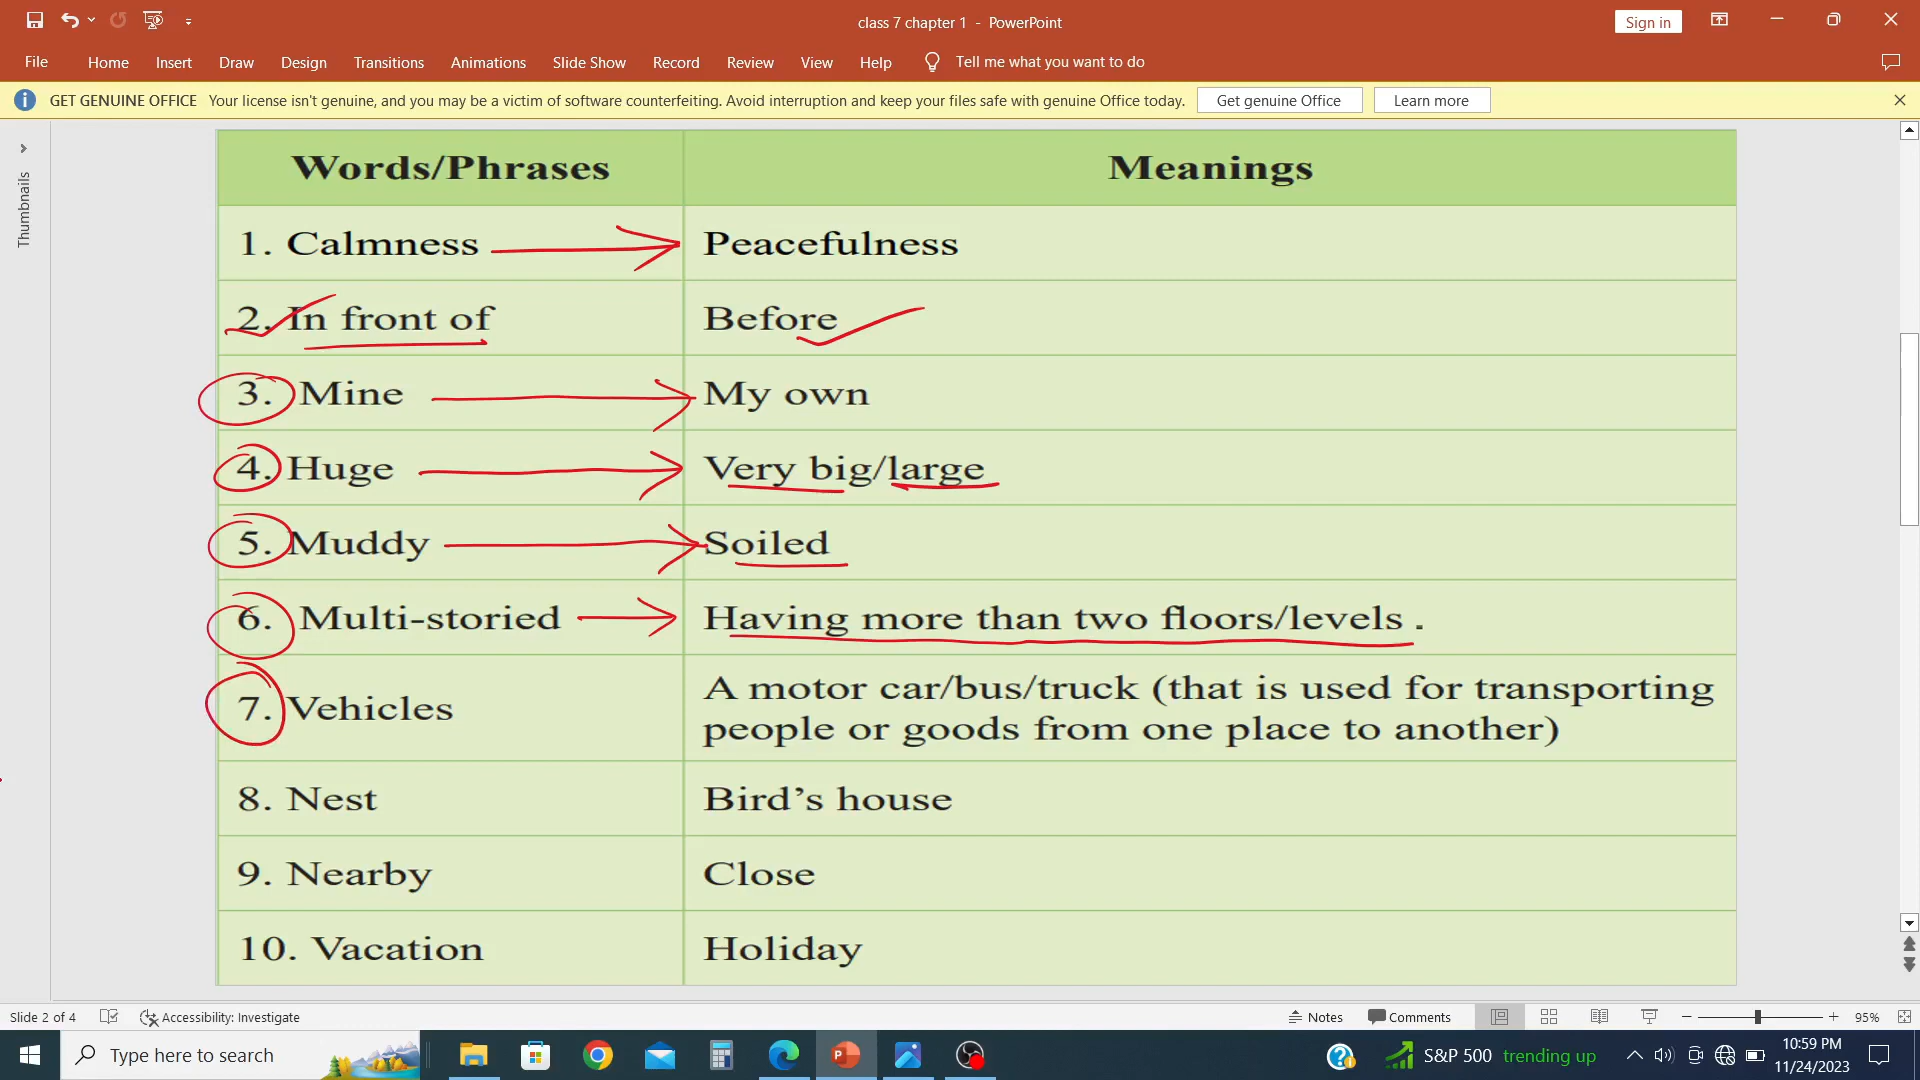 class 7 chapter 1 - PowerPoint
Sign in
File Home Insert Draw Design Transitions Animations Slide Show Record Review View Help Tell me what you want to do
GET GENUINE OFFICE Your license isn't genuine, and you may be a victim of software counterfeiting. Avoid interruption and keep your files safe with genuine Office today. Get genuine Office Learn more
Thumbnails
Words/Phrases Meanings
1. Calmness Peacefulness
2. In front of Before
3. Mine My own
4. Huge Very big/large
5. Muddy Soiled
6. Multi-storied Having more than two floors/levels .
7. Vehicles A motor car/bus/truck (that is used for transporting
people or goods from one place to another)
8. Nest Bird’s house
9. Nearby Close
10. Vacation Holiday
Slide 2 of 4 Accessibility: Investigate Notes Comments 95%
Type here to search S&P 500 trending up 10:59 PM
11/24/2023